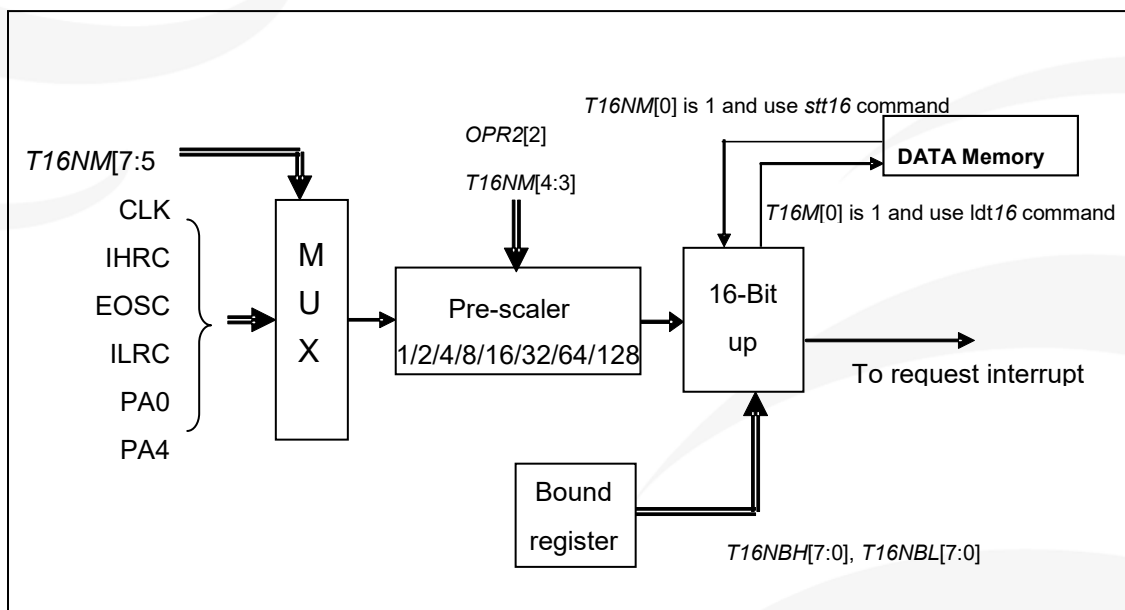 T16NM[0] is 1 and use stt16 command
DATA Memory
T16M[0] is 1 and use ldt16 command
OPR2[2]
T16NM[4:3]
T16NM[7:5
CLK
IHRC
EOSC
ILRC
PA0
PA4
M
U
X
Pre-scaler
1/2/4/8/16/32/64/128
16-Bit
up
To request interrupt
Bound
register
T16NBH[7:0], T16NBL[7:0]